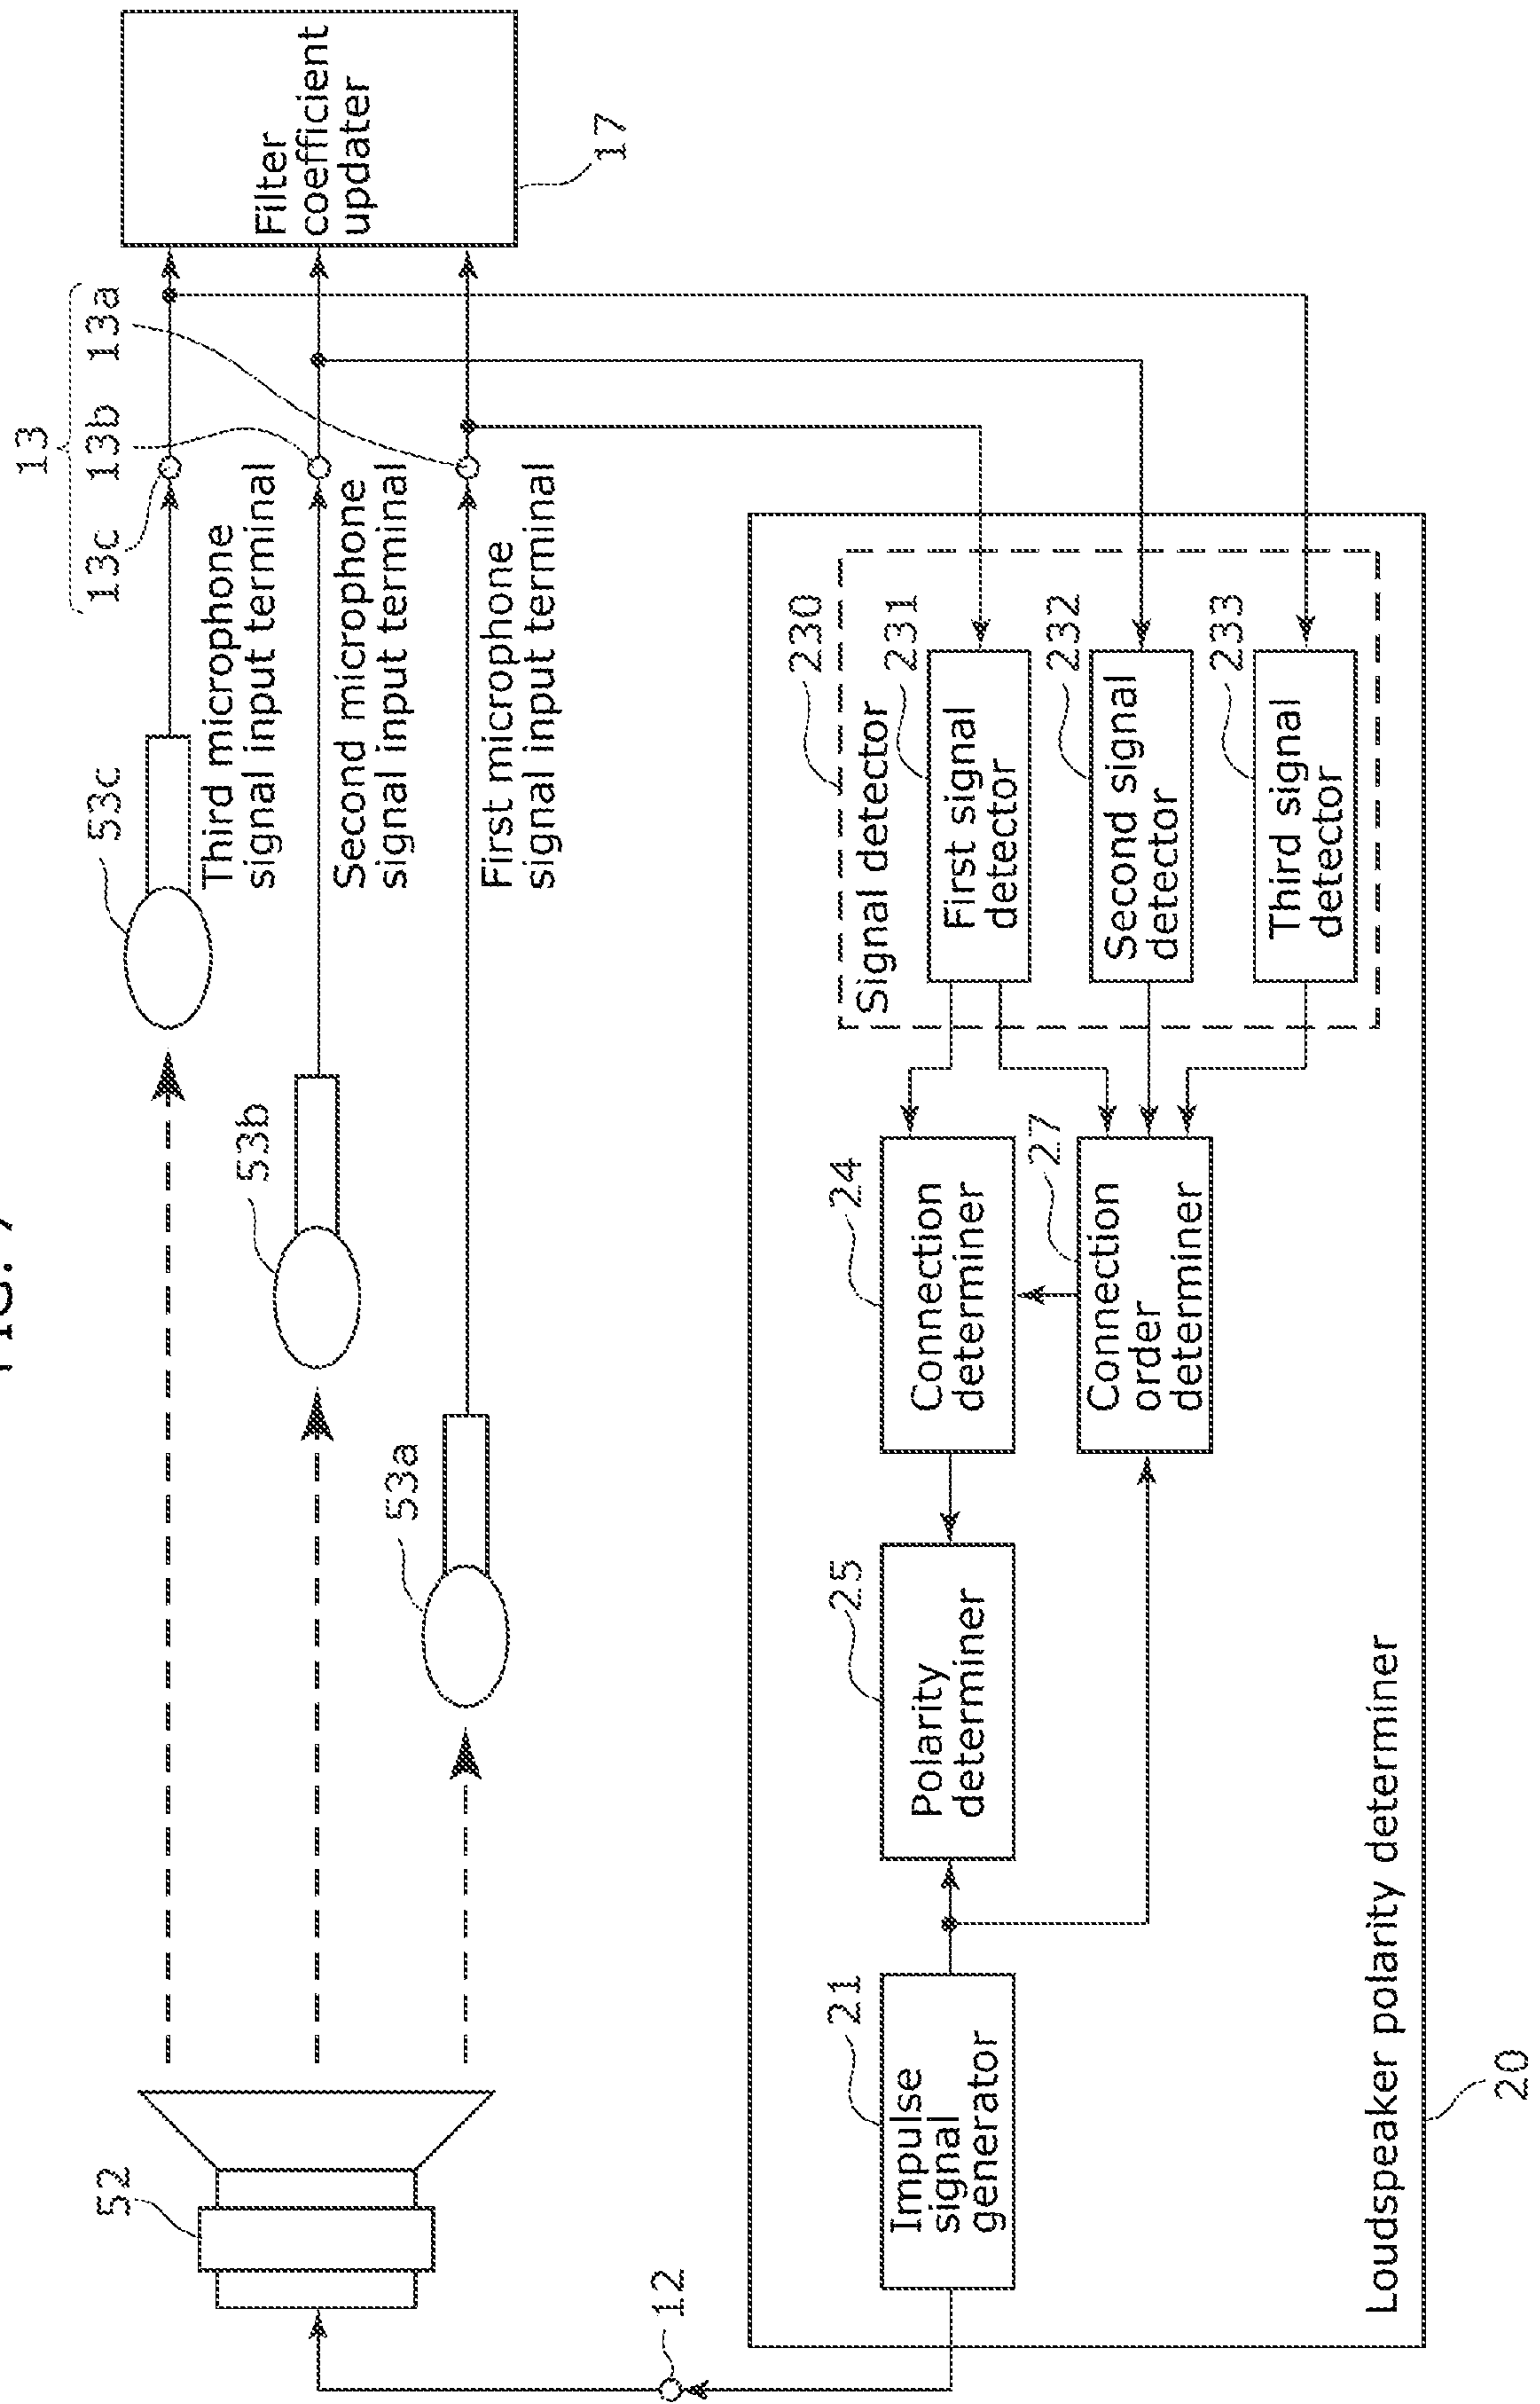 FIG. 7
13
52
53c
13c 13b 13a
Third microphone
signal input terminal
53b
Second microphone
signal input terminal
Filter
coefficient
updater
53a
First microphone
signal input terminal
17
12
230
21
Impulse
signal
generator
25
Polarity
determiner
24
Connection
determiner
Signal detector
231
First signal
detector
27
Connection
order
determiner
232
Second signal
detector
233
Third signal
detector
Loudspeaker polarity determiner
20